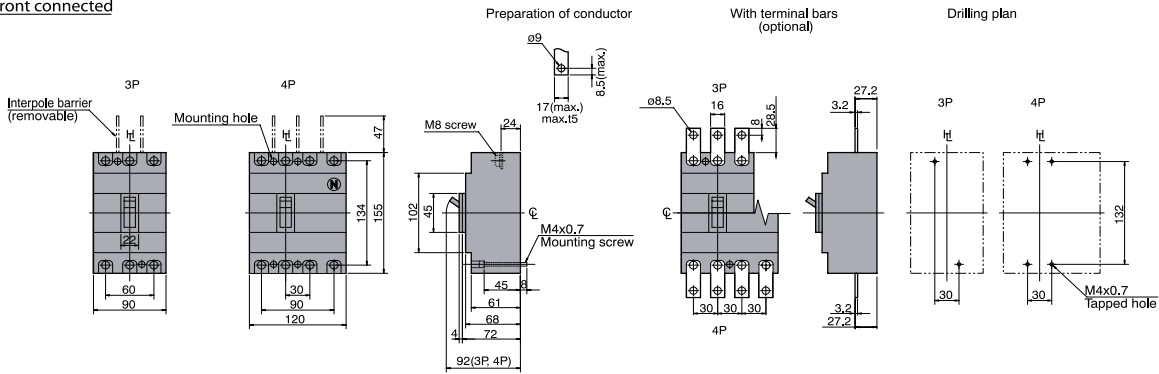 ront connected
Preparation of conductor
With terminal bars
(optional)
Drilling plan
ø9
8.5(max.)
17(max.)
max.t5
3P
4P
Interpole barrier
(removable)
Mounting hole
47
134
155
N
22
60
90
30
90
120
M8 screw
24
102
45
M4x0.7
Mounting screw
45
8
61
68
4
72
92(3P, 4P)
3P
ø8.5
16
8
28.5
30
30
30
4P
27.2
3.2
3.2
27.2
3P
4P
132
30
30
M4x0.7
Tapped hole